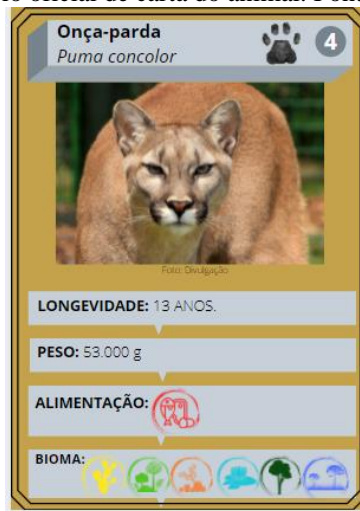 Onça-parda
Puma concolor
4
Foto: Divulgação
LONGEVIDADE: 13 ANOS.
PESO: 53.000 g
ALIMENTAÇÃO:
BIOMA: